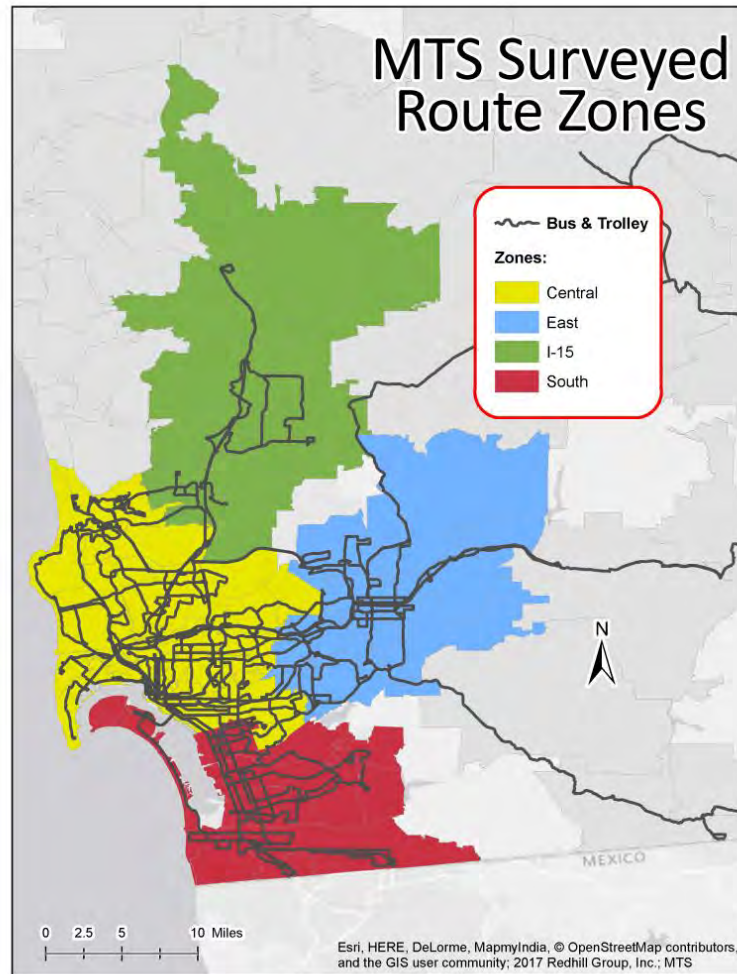 MTS Surveyed
Route Zones
Bus & Trolley
Zones:
Central
East
I-15
South
N
MEXICO
0 2.5 5 10 Miles
Esri, HERE, DeLorme, MapmyIndia, © OpenStreetMap contributors,
and the GIS user community; 2017 Redhill Group, Inc.; MTS